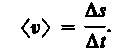 ⟨v⟩ = Δs/Δt.